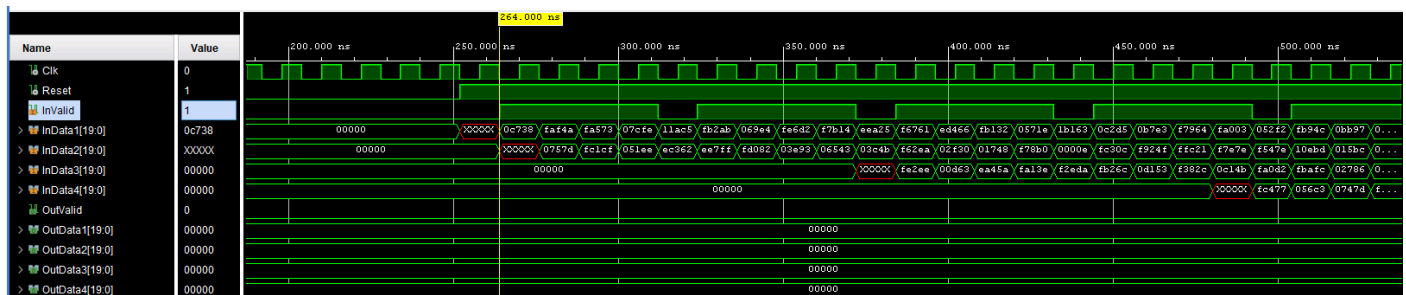 264.000 ns
Name Value 200.000 ns 250.000 ns 300.000 ns 350.000 ns 400.000 ns 450.000 ns 500.000 ns
Clk 0
Reset 1
InValid 1
InData1[19:0] 0c738 00000 XXXXX 0c738 faf4a fa573 07cfe 11ac5 fb2ab 069e4 fe6d2 f7b14 eea25 f6761 ed466 fb132 0571e 1b163 0c2d5 0b7e3 f7964 fa003 052f2 fb94c 0bb97 0...
InData2[19:0] XXXXX 00000 XXXXX 0757d fc1cf 051ee ec362 ee7ff fd082 03e93 06543 03c4b f62ea 02f30 01748 f78b0 0000e fc30c f924f ffc21 f7e7e f547e 10ebd 015bc 0...
InData3[19:0] 00000 00000 XXXXX fe2ee 00d63 ea45a fa13e f2eda fb26c 0d153 f382c 0c14b fa0d2 fbafc 02786 0...
InData4[19:0] 00000 00000 XXXXX fc477 056c3 0747d f...
OutValid 0
OutData1[19:0] 00000 00000
OutData2[19:0] 00000 00000
OutData3[19:0] 00000 00000
OutData4[19:0] 00000 00000